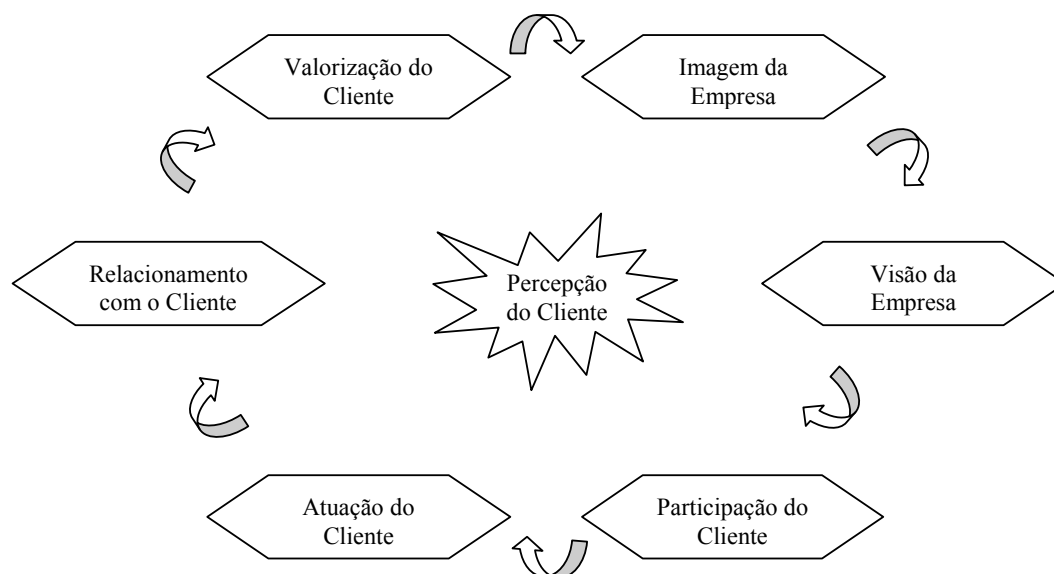 Valorização do
Cliente
Imagem da
Empresa
Relacionamento
com o Cliente
Percepção
do Cliente
Visão da
Empresa
Atuação do
Cliente
Participação do
Cliente